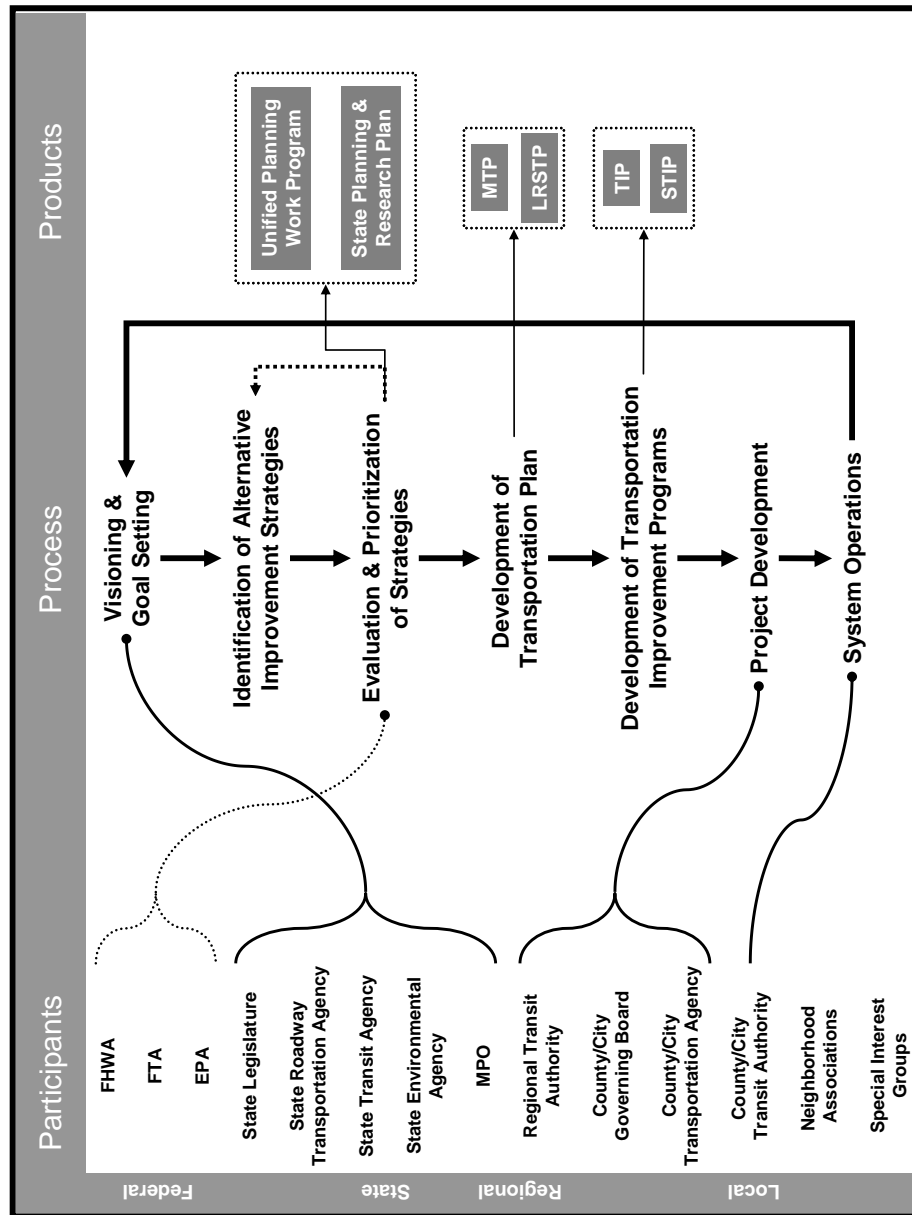 Participants
Process
Products
Federal
State
Regional
Local
FHWA
FTA
EPA
State Legislature
State Roadway
Transportation Agency
State Transit Agency
State Environmental
Agency
MPO
Regional Transit
Authority
County/City
Governing Board
County/City
Transportation Agency
County/City
Transit Authority
Neighborhood
Associations
Special Interest
Groups
Visioning &
Goal Setting
Identification of Alternative
Improvement Strategies
Evaluation & Prioritization
of Strategies
Development of
Transportation Plan
Development of Transportation
Improvement Programs
Project Development
System Operations
Unified Planning
Work Program
State Planning &
Research Plan
MTP
LRSTP
TIP
STIP